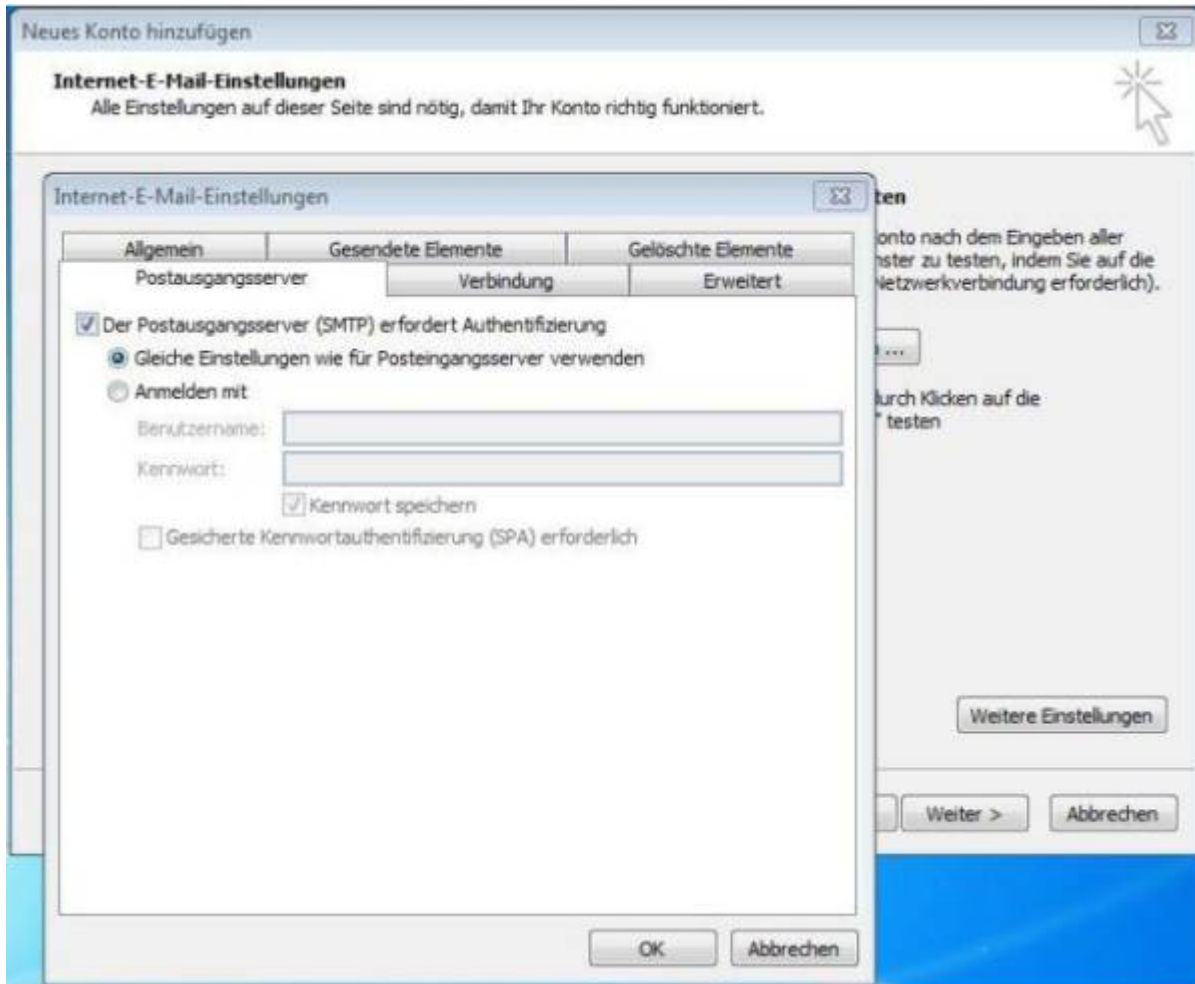 Neues Konto hinzufügen
Internet-E-Mail-Einstellungen
Alle Einstellungen auf dieser Seite sind nötig, damit Ihr Konto richtig funktioniert.
Internet-E-Mail-Einstellungen
ten
Allgemein Gesendete Elemente Gelöschte Elemente
Postausgangsserver Verbindung Erweitert
onto nach dem Eingeben aller
nster zu testen, indem Sie auf die
Netzwerkverbindung erforderlich).
Der Postausgangsserver (SMTP) erfordert Authentifizierung
Gleiche Einstellungen wie für Posteingangsserver verwenden
...
Anmelden mit
durch Klicken auf die
" testen
Benutzername:
Kennwort:
Kennwort speichern
Gesicherte Kennwortauthentifizierung (SPA) erforderlich
Weitere Einstellungen
Weiter >
Abbrechen
OK
Abbrechen